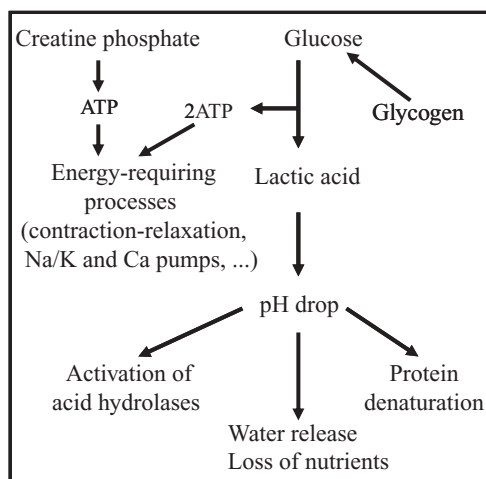 Creatine phosphate
Glucose
ATP
2ATP
Glycogen
Energy-requiring
processes
(contraction-relaxation,
Na/K and Ca pumps, ...)
Lactic acid
pH drop
Activation of
acid hydrolases
Protein
denaturation
Water release
Loss of nutrients